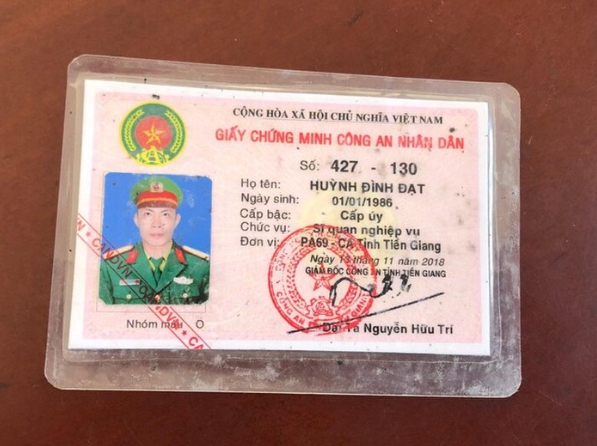 CỘNG HÒA XÃ HỘI CHỦ NGHĨA VIỆT NAM
GIẤY CHỨNG MINH CÔNG AN NHÂN DÂN
Số: 427 - 130
Họ tên: HUỲNH ĐÌNH ĐẠT
Ngày sinh: 01/01/1986
Cấp bậc: Cấp úy
Chức vụ: Sĩ quan nghiệp vụ
Đơn vị: PA69 - CA Tỉnh Tiền Giang
Ngày 13 tháng 11 năm 2018
GIÁM ĐỐC CÔNG AN TỈNH TIỀN GIANG
Đại Tá Nguyễn Hữu Trí
Nhóm máu O
CANDVN